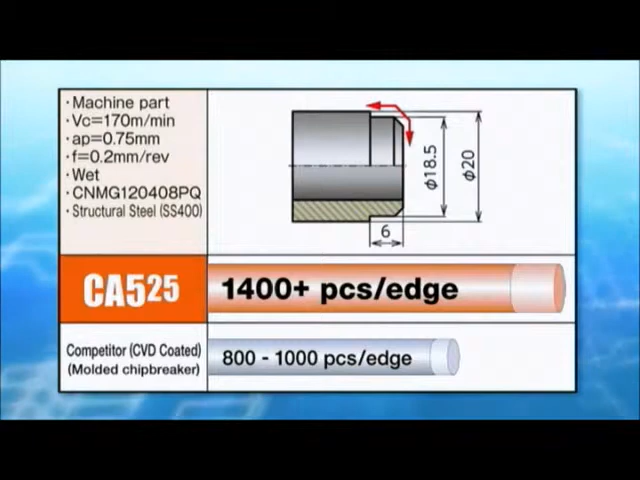 · Machine part
· Vc=170m/min
· ap=0.75mm
· f=0.2mm/rev
· Wet
· CNMG120408PQ
· Structural Steel (SS400)
6
φ18.5
φ20
CA525
1400+ pcs/edge
Competitor (CVD Coated)
(Molded chipbreaker)
800 - 1000 pcs/edge